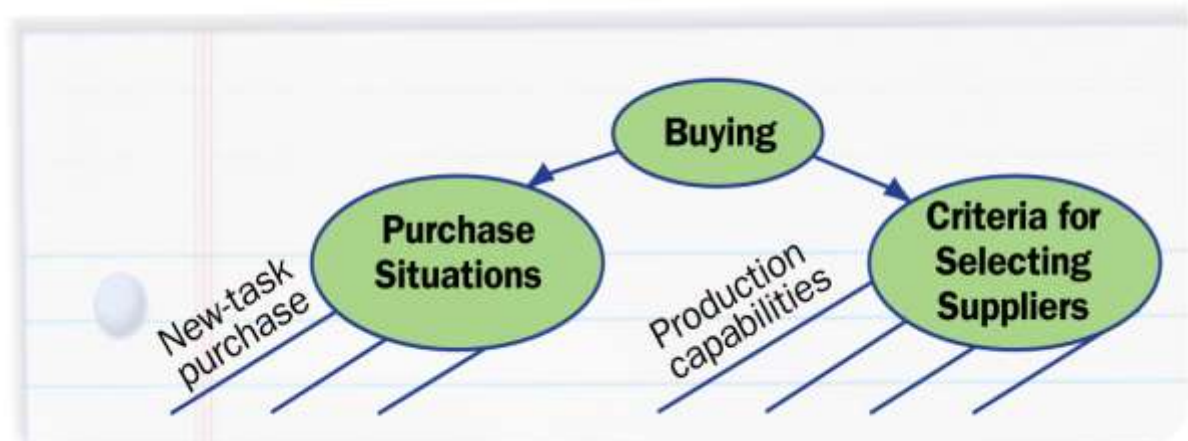 Buying
Purchase
Situations
New-task
purchase
Criteria for
Selecting
Suppliers
Production
capabilities